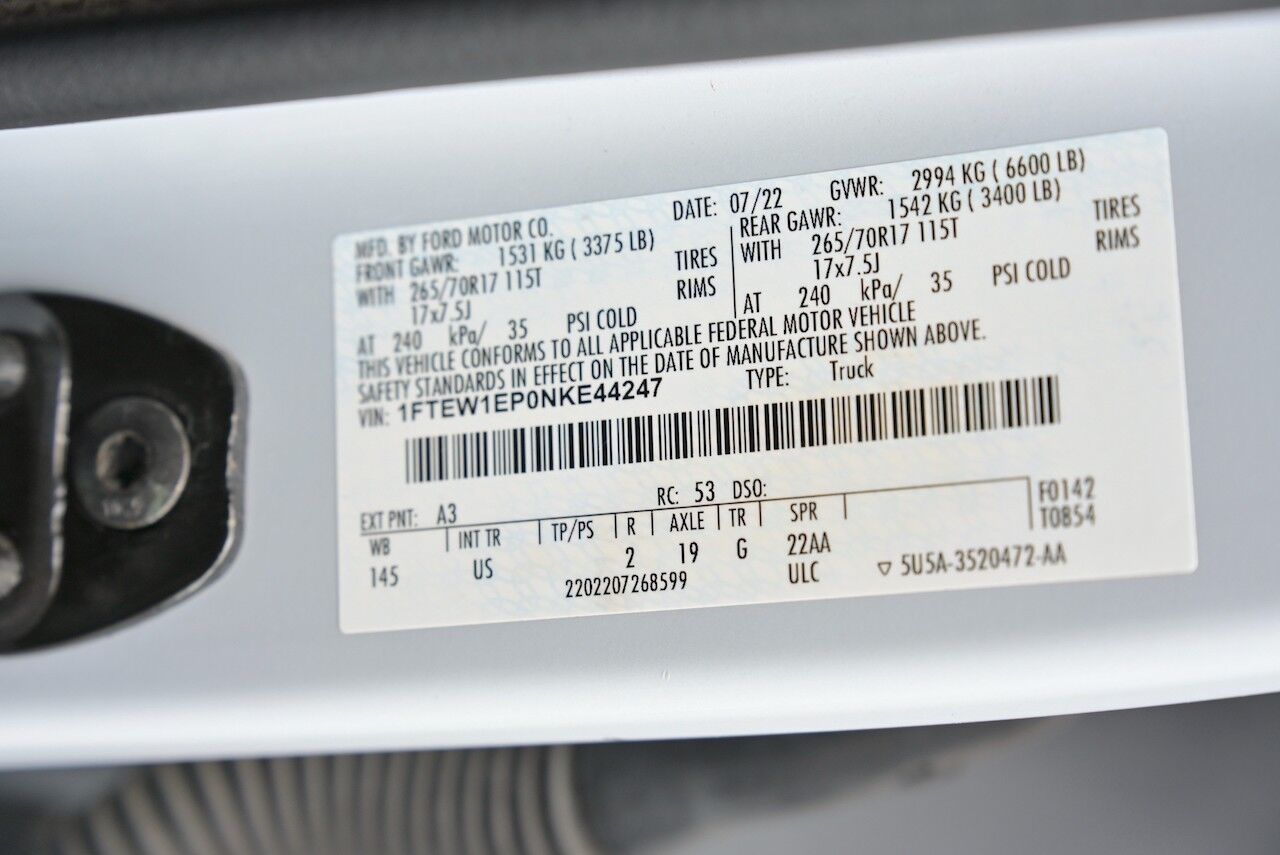 MFD. BY FORD MOTOR CO. DATE: 07/22 GVWR: 2994 KG ( 6600 LB)
FRONT GAWR: 1531 KG ( 3375 LB) REAR GAWR: 1542 KG ( 3400 LB)
WITH 265/70R17 115T TIRES WITH 265/70R17 115T TIRES
17x7.5J RIMS 17x7.5J RIMS
AT 240 kPa/ 35 PSI COLD AT 240 kPa/ 35 PSI COLD
THIS VEHICLE CONFORMS TO ALL APPLICABLE FEDERAL MOTOR VEHICLE
SAFETY STANDARDS IN EFFECT ON THE DATE OF MANUFACTURE SHOWN ABOVE.
VIN: 1FTEW1EP0NKE44247 TYPE: Truck
EXT PNT: A3 RC: 53 DSO: F0142
WB INT TR TP/PS R AXLE TR SPR T0854
145 US 2 19 G 22AA
2202207268599 ULC ▽ 5U5A-3520472-AA